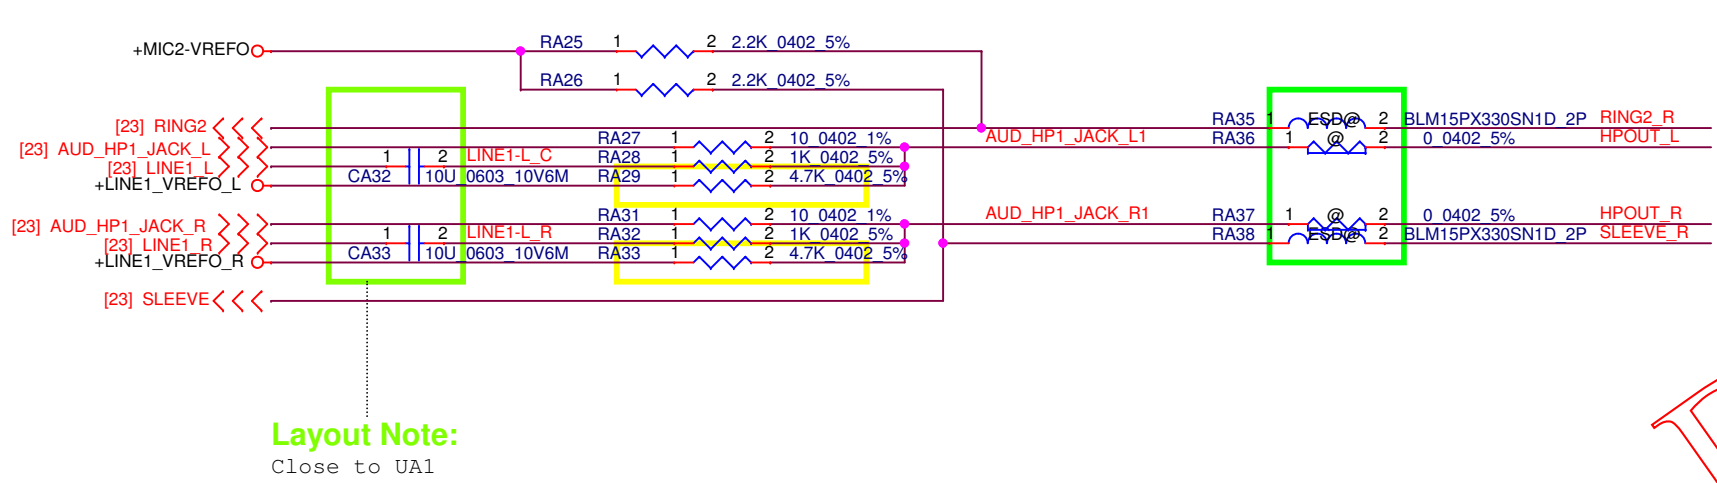 +MIC2-VREFO RA25 1 2 2.2K_0402_5%
RA26 1 2 2.2K_0402_5%
[23] RING2 RA35 1 ESD@ 2 BLM15PX330SN1D_2P RING2_R
[23] AUD_HP1_JACK_L RA27 1 2 10_0402_1% AUD_HP1_JACK_L1 RA36 1 @ 2 0_0402_5% HPOUT_L
[23] LINE1_L 1 2 LINE1-L_C RA28 1 2 1K_0402_5%
+LINE1_VREFO_L CA32 10U_0603_10V6M RA29 1 2 4.7K_0402_5%
[23] AUD_HP1_JACK_R RA31 1 2 10_0402_1% AUD_HP1_JACK_R1 RA37 1 @ 2 0_0402_5% HPOUT_R
[23] LINE1_R 1 2 LINE1-L_R RA32 1 2 1K_0402_5% RA38 1 ESD@ 2 BLM15PX330SN1D_2P SLEEVE_R
+LINE1_VREFO_R CA33 10U_0603_10V6M RA33 1 2 4.7K_0402_5%
[23] SLEEVE
Layout Note:
Close to UA1